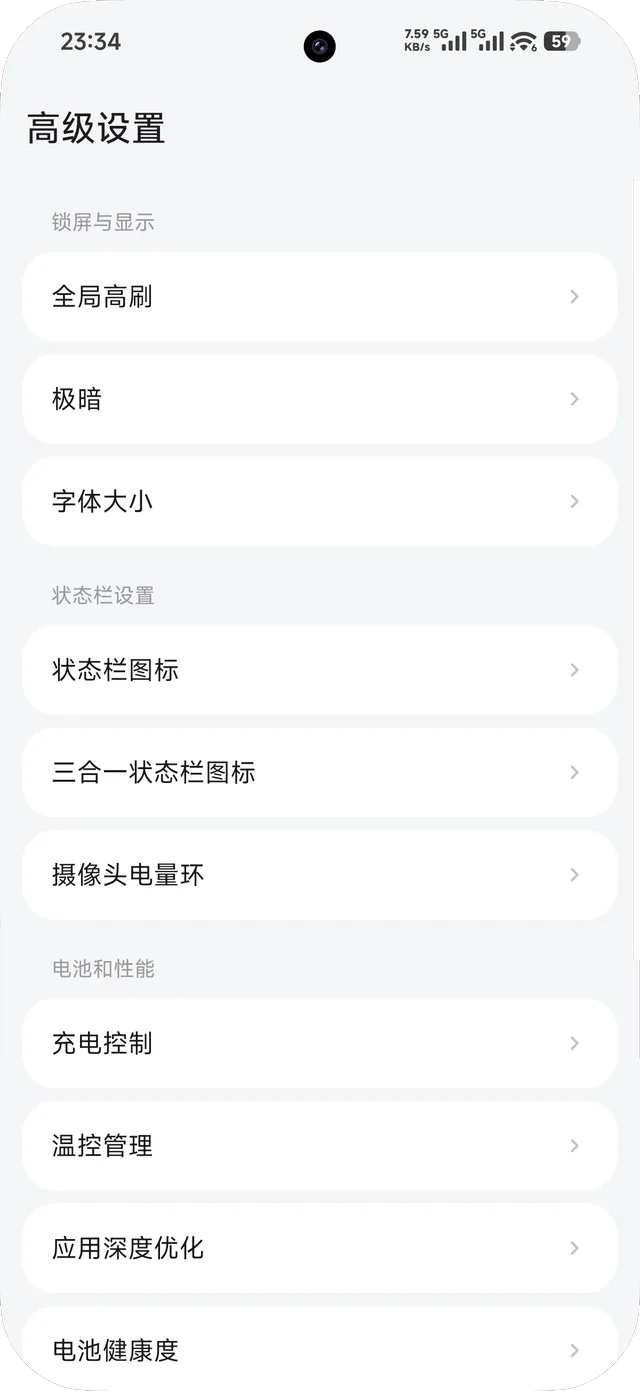 23:34
7.59 5G 5G
KB/s 6 59
高级设置
锁屏与显示
全局高刷
极暗
字体大小
状态栏设置
状态栏图标
三合一状态栏图标
摄像头电量环
电池和性能
充电控制
温控管理
应用深度优化
电池健康度